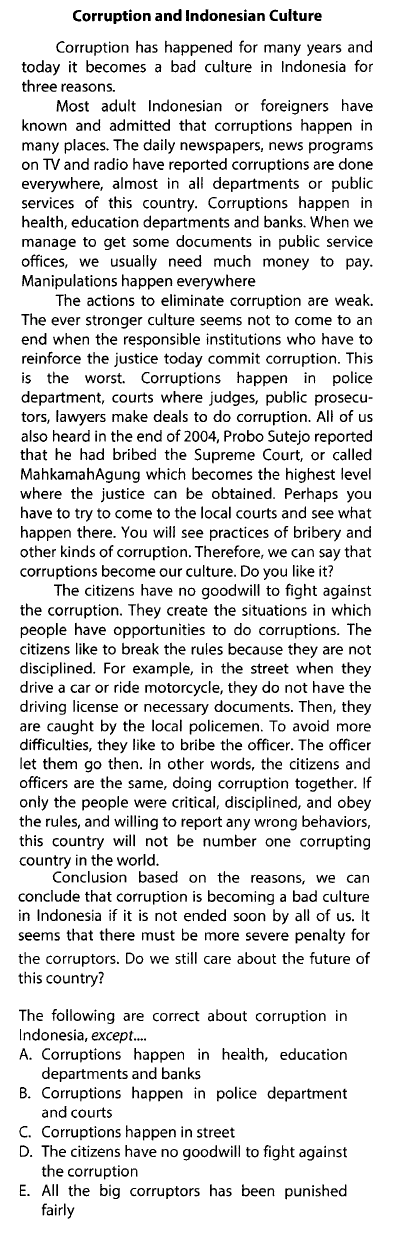 Corruption and Indonesian Culture
Corruption has happened for many years and
today it becomes a bad culture in Indonesia for
three reasons.
Most adult Indonesian or foreigners have
known and admitted that corruptions happen in
many places. The daily newspapers, news programs
on TV and radio have reported corruptions are done
everywhere, almost in all departments or public
services of this country. Corruptions happen in
health, education departments and banks. When we
manage to get some documents in public service
offices, we usually need much money to pay.
Manipulations happen everywhere
The actions to eliminate corruption are weak.
The ever stronger culture seems not to come to an
end when the responsible institutions who have to
reinforce the justice today commit corruption. This
is the worst. Corruptions happen in police
department, courts where judges, public prosecu-
tors, lawyers make deals to do corruption. All of us
also heard in the end of 2004, Probo Sutejo reported
that he had bribed the Supreme Court, or called
MahkamahAgung which becomes the highest level
where the justice can be obtained. Perhaps you
have to try to come to the local courts and see what
happen there. You will see practices of bribery and
other kinds of corruption. Therefore, we can say that
corruptions become our culture. Do you like it?
The citizens have no goodwill to fight against
the corruption. They create the situations in which
people have opportunities to do corruptions. The
citizens like to break the rules because they are not
disciplined. For example, in the street when they
drive a car or ride motorcycle, they do not have the
driving license or necessary documents. Then, they
are caught by the local policemen. To avoid more
difficulties, they like to bribe the officer. The officer
let them go then. In other words, the citizens and
officers are the same, doing corruption together. If
only the people were critical, disciplined, and obey
the rules, and willing to report any wrong behaviors,
this country will not be number one corrupting
country in the world.
Conclusion based on the reasons, we can
conclude that corruption is becoming a bad culture
in Indonesia if it is not ended soon by all of us. It
seems that there must be more severe penalty for
the corruptors. Do we still care about the future of
this country?
The following are correct about corruption in
Indonesia, except....
A. Corruptions happen in health, education
departments and banks
B. Corruptions happen in police department
and courts
C. Corruptions happen in street
D. The citizens have no goodwill to fight against
the corruption
E. All the big corruptors has been punished
fairly